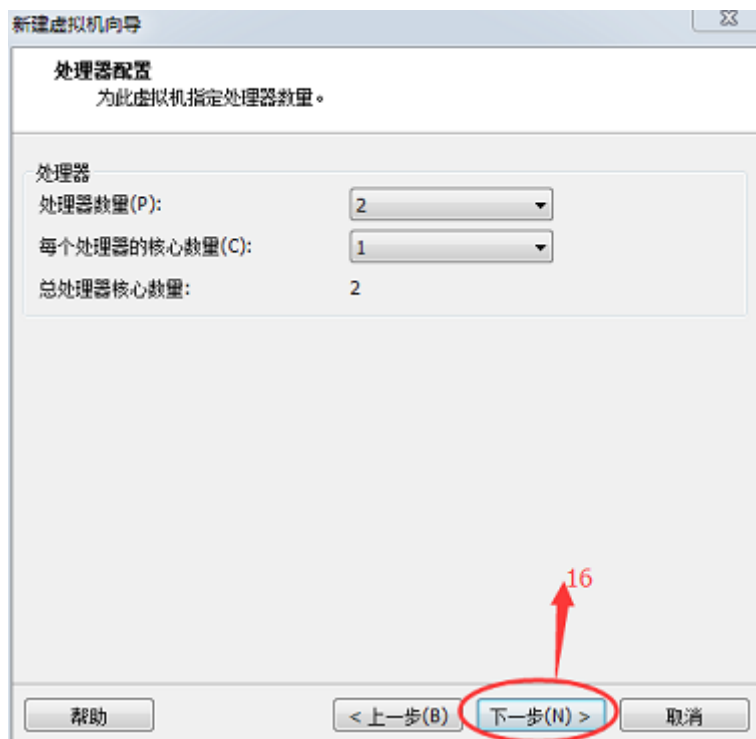 新建虚拟机向导
处理器配置
为此虚拟机指定处理器数量。
处理器
处理器数量(P): 2
每个处理器的核心数量(C): 1
总处理器核心数量: 2
16
帮助 < 上一步(B) 下一步(N) > 取消